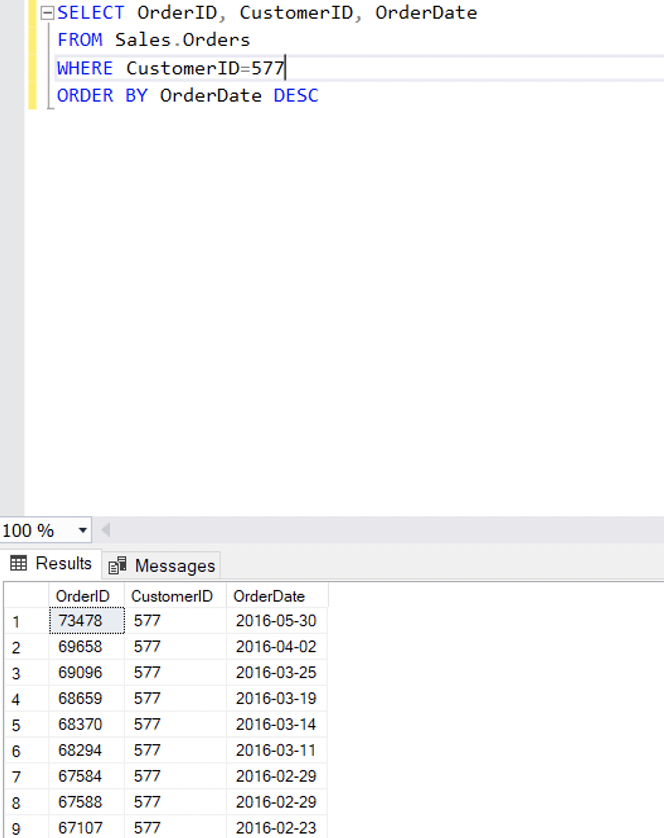 SELECT OrderID, CustomerID, OrderDate
FROM Sales.Orders
WHERE CustomerID=577
ORDER BY OrderDate DESC
100 %
Results Messages
OrderID CustomerID OrderDate
1 73478 577 2016-05-30
2 69658 577 2016-04-02
3 69096 577 2016-03-25
4 68659 577 2016-03-19
5 68370 577 2016-03-14
6 68294 577 2016-03-11
7 67584 577 2016-02-29
8 67588 577 2016-02-29
9 67107 577 2016-02-23